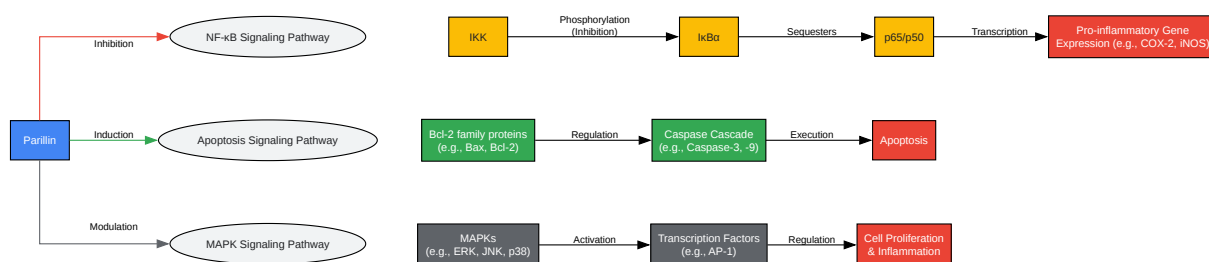 Inhibition
NF-κB Signaling Pathway
IKK
Phosphorylation
(Inhibition)
IκBα
Sequesters
p65/p50
Transcription
Pro-inflammatory Gene
Expression (e.g., COX-2, iNOS)
Parillin
Induction
Apoptosis Signaling Pathway
Bcl-2 family proteins
(e.g., Bax, Bcl-2)
Regulation
Caspase Cascade
(e.g., Caspase-3, -9)
Execution
Apoptosis
Modulation
MAPK Signaling Pathway
MAPKs
(e.g., ERK, JNK, p38)
Activation
Transcription Factors
(e.g., AP-1)
Regulation
Cell Proliferation
& Inflammation